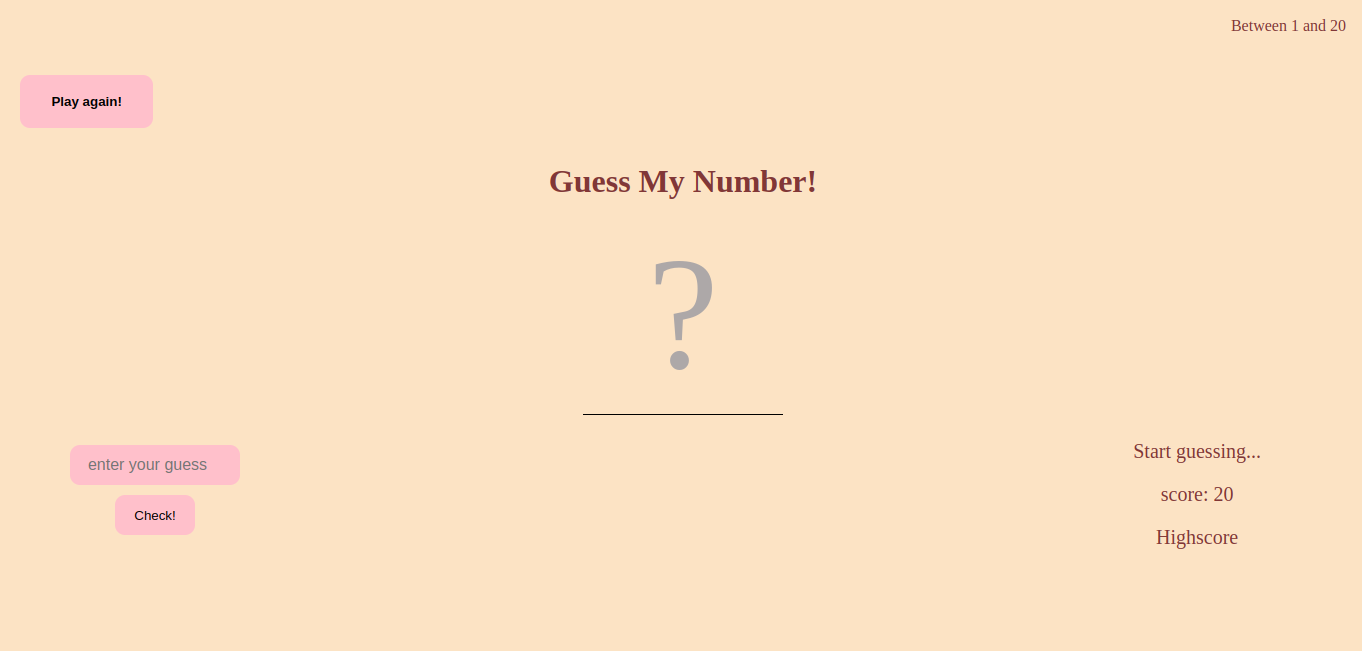 Between 1 and 20
Play again!
Guess My Number!
?
enter your guess
Check!
Start guessing...
score: 20
Highscore